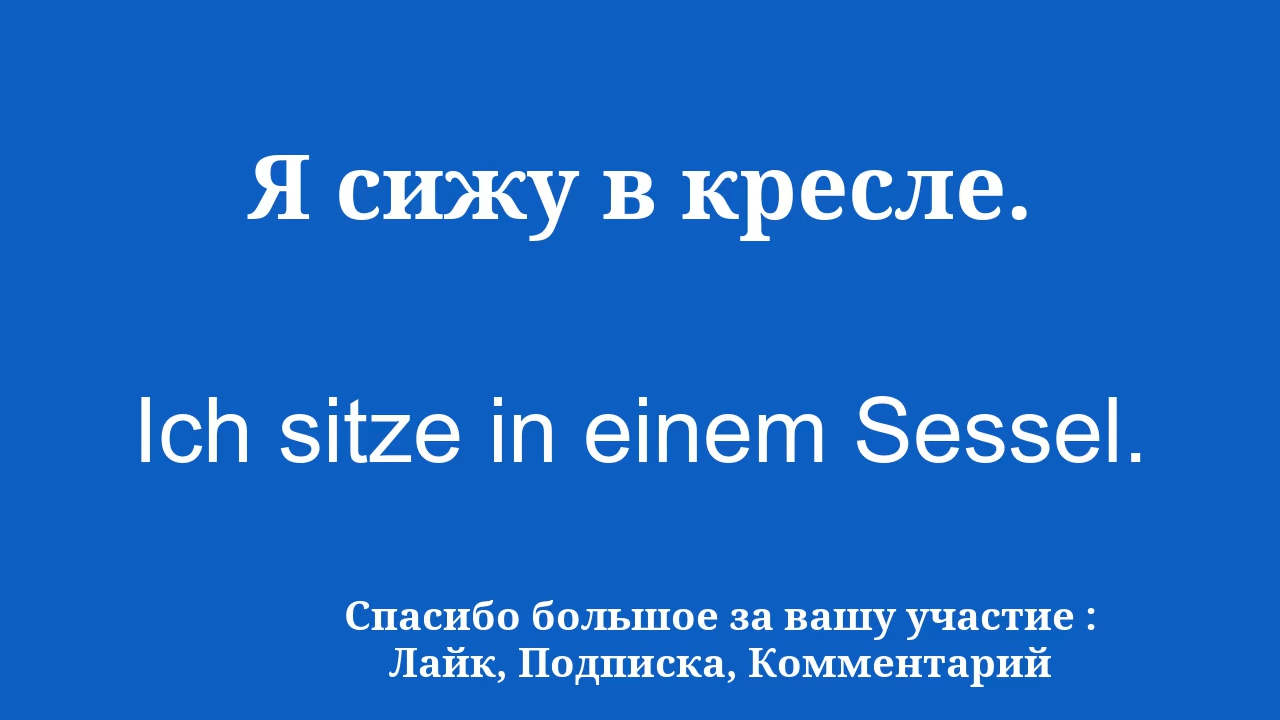 Я сижу в кресле.
Ich sitze in einem Sessel.
Спасибо большое за вашу участие :
Лайк, Подписка, Комментарий